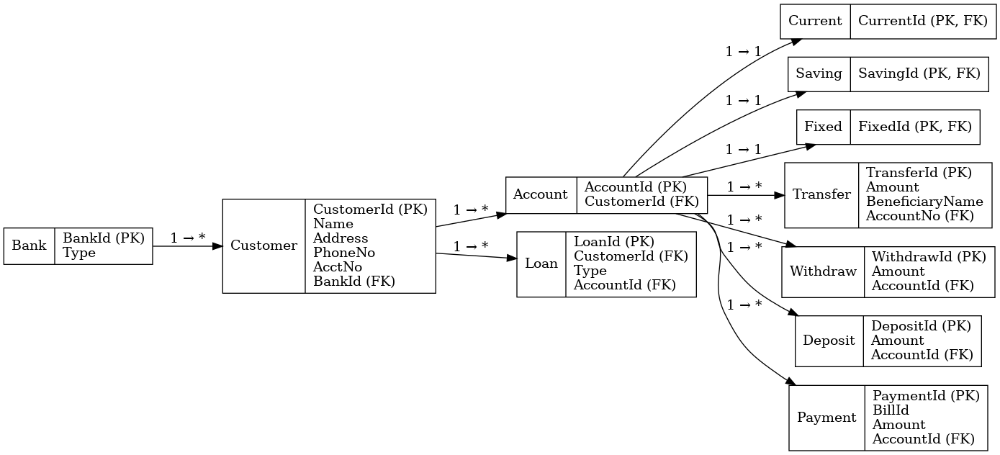 Bank
BankId (PK)
Type
1 → *
Customer
CustomerId (PK)
Name
Address
PhoneNo
AcctNo
BankId (FK)
1 → *
1 → *
Account
AccountId (PK)
CustomerId (FK)
Loan
LoanId (PK)
CustomerId (FK)
Type
AccountId (FK)
1 → 1
1 → 1
1 → 1
1 → *
1 → *
1 → *
1 → *
Current
CurrentId (PK, FK)
Saving
SavingId (PK, FK)
Fixed
FixedId (PK, FK)
Transfer
TransferId (PK)
Amount
BeneficiaryName
AccountNo (FK)
Withdraw
WithdrawId (PK)
Amount
AccountId (FK)
Deposit
DepositId (PK)
Amount
AccountId (FK)
Payment
PaymentId (PK)
BillId
Amount
AccountId (FK)